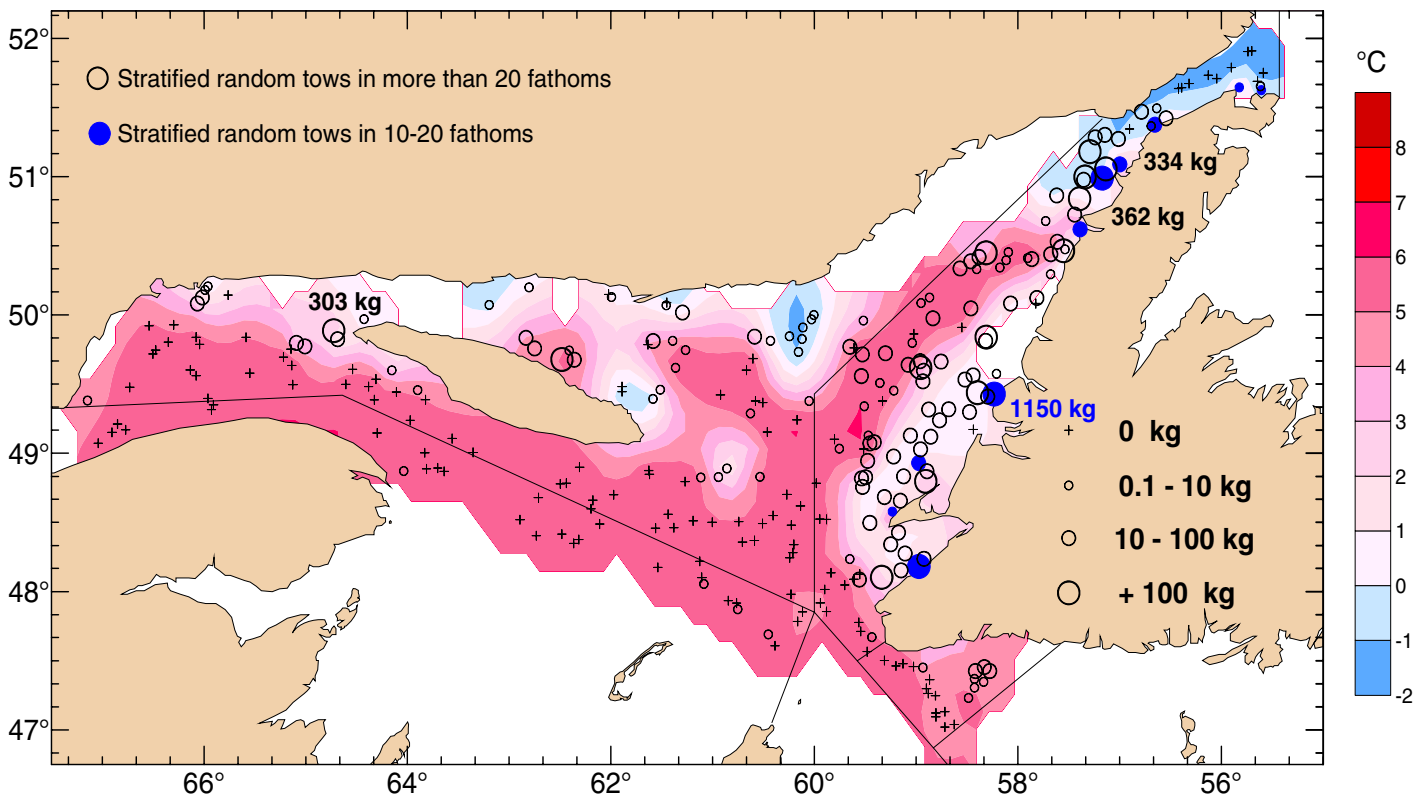 52°
51°
50°
49°
48°
47°
66°
64°
62°
60°
58°
56°
Stratified random tows in more than 20 fathoms
Stratified random tows in 10-20 fathoms
334 kg
362 kg
303 kg
1150 kg
0 kg
0.1 - 10 kg
10 - 100 kg
+ 100 kg
°C
8
7
6
5
4
3
2
1
0
-1
-2